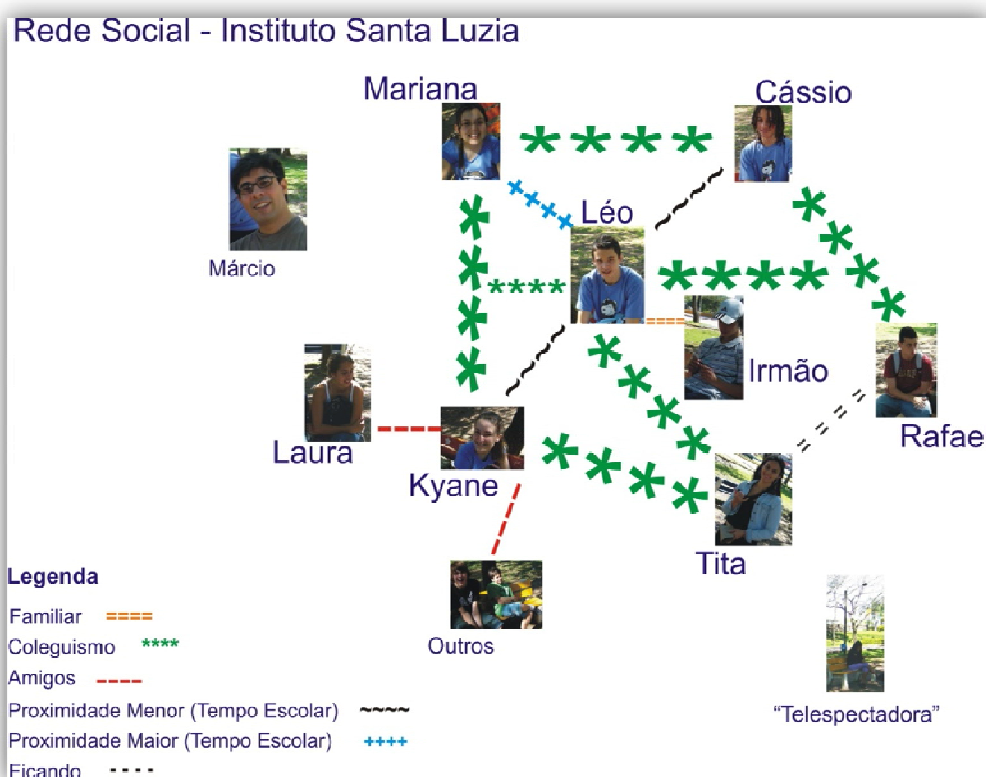 Rede Social - Instituto Santa Luzia
Mariana
Cássio
Léo
Márcio
Irmão
Rafae
Laura
Kyane
Tita
Outros
"Telespectadora"
Legenda
Familiar ====
Coleguismo ****
Amigos ----
Proximidade Menor (Tempo Escolar) ~~~~
Proximidade Maior (Tempo Escolar) ++++
Ficando ----